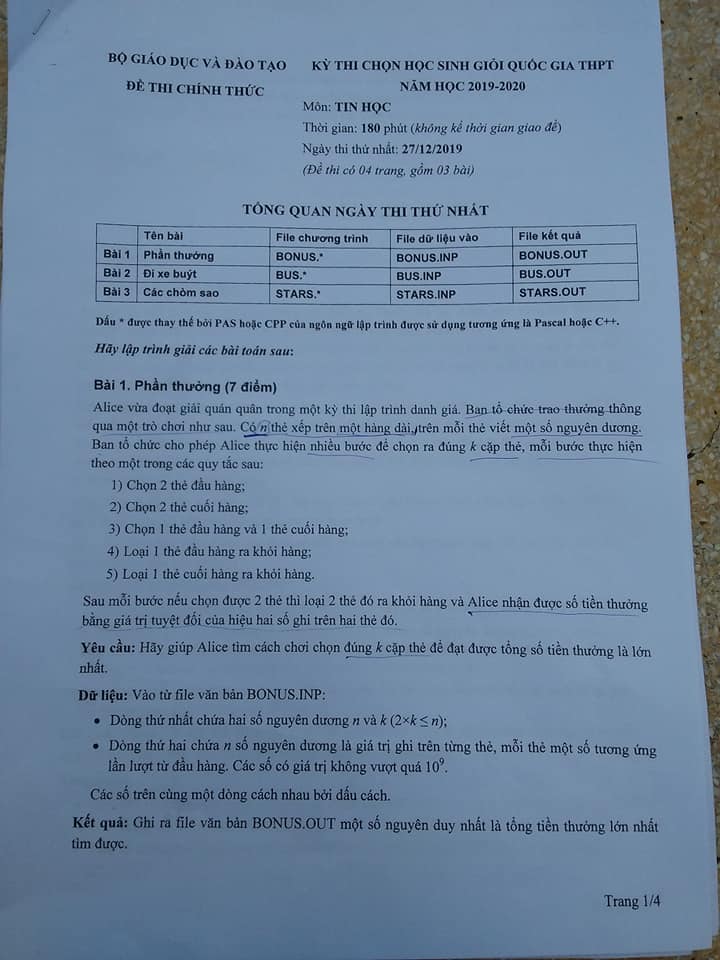 BỘ GIÁO DỤC VÀ ĐÀO TẠO
ĐỀ THI CHÍNH THỨC
KỲ THI CHỌN HỌC SINH GIỎI QUỐC GIA THPT
NĂM HỌC 2019-2020
Môn: TIN HỌC
Thời gian: 180 phút (không kể thời gian giao đề)
Ngày thi thứ nhất: 27/12/2019
(Đề thi có 04 trang, gồm 03 bài)
TỔNG QUAN NGÀY THI THỨ NHẤT
Tên bài File chương trình File dữ liệu vào File kết quả
Bài 1 Phần thưởng BONUS.* BONUS.INP BONUS.OUT
Bài 2 Đi xe buýt BUS.* BUS.INP BUS.OUT
Bài 3 Các chòm sao STARS.* STARS.INP STARS.OUT
Dấu * được thay thế bởi PAS hoặc CPP của ngôn ngữ lập trình được sử dụng tương ứng là Pascal hoặc C++.
Hãy lập trình giải các bài toán sau:
Bài 1. Phần thưởng (7 điểm)
Alice vừa đoạt giải quán quân trong một kỳ thi lập trình danh giá. Ban tổ chức trao thưởng thông
qua một trò chơi như sau. Có n thẻ xếp trên một hàng dài, trên mỗi thẻ viết một số nguyên dương.
Ban tổ chức cho phép Alice thực hiện nhiều bước để chọn ra đúng k cặp thẻ, mỗi bước thực hiện
theo một trong các quy tắc sau:
1) Chọn 2 thẻ đầu hàng;
2) Chọn 2 thẻ cuối hàng;
3) Chọn 1 thẻ đầu hàng và 1 thẻ cuối hàng;
4) Loại 1 thẻ đầu hàng ra khỏi hàng;
5) Loại 1 thẻ cuối hàng ra khỏi hàng.
Sau mỗi bước nếu chọn được 2 thẻ thì loại 2 thẻ đó ra khỏi hàng và Alice nhận được số tiền thưởng
bằng giá trị tuyệt đối của hiệu hai số ghi trên hai thẻ đó.
Yêu cầu: Hãy giúp Alice tìm cách chơi chọn đúng k cặp thẻ để đạt được tổng số tiền thưởng là lớn
nhất.
Dữ liệu: Vào từ file văn bản BONUS.INP:
• Dòng thứ nhất chứa hai số nguyên dương n và k (2×k ≤ n);
• Dòng thứ hai chứa n số nguyên dương là giá trị ghi trên từng thẻ, mỗi thẻ một số tương ứng
lần lượt từ đầu hàng. Các số có giá trị không vượt quá 10⁹.
Các số trên cùng một dòng cách nhau bởi dấu cách.
Kết quả: Ghi ra file văn bản BONUS.OUT một số nguyên duy nhất là tổng tiền thưởng lớn nhất
tìm được.
Trang 1/4